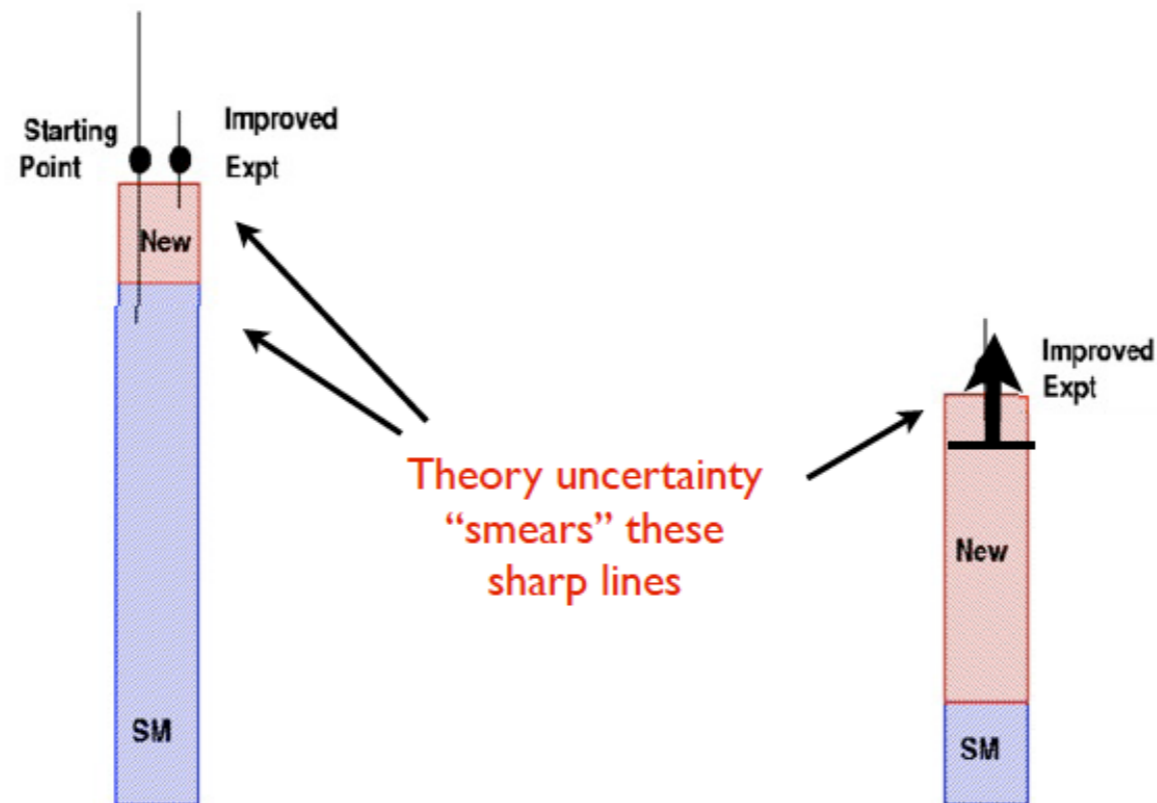 Starting
Point
Improved
Expt
New
SM
Theory uncertainty
“smears” these
sharp lines
Improved
Expt
New
SM